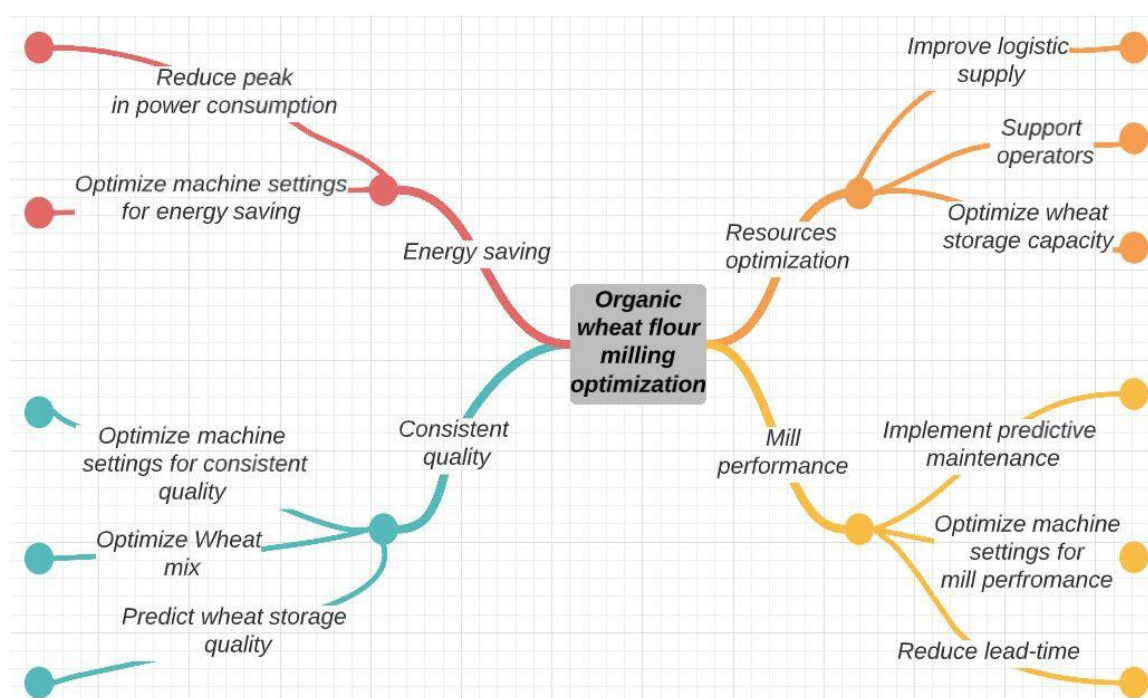 Reduce peak
in power consumption
Optimize machine settings
for energy saving
Energy saving
Improve logistic
supply
Support
operators
Optimize wheat
storage capacity
Resources
optimization
Organic
wheat flour
milling
optimization
Consistent
quality
Optimize machine
settings for consistent
quality
Optimize Wheat
mix
Predict wheat storage
quality
Mill
performance
Implement predictive
maintenance
Optimize machine
settings for
mill perfromance
Reduce lead-time